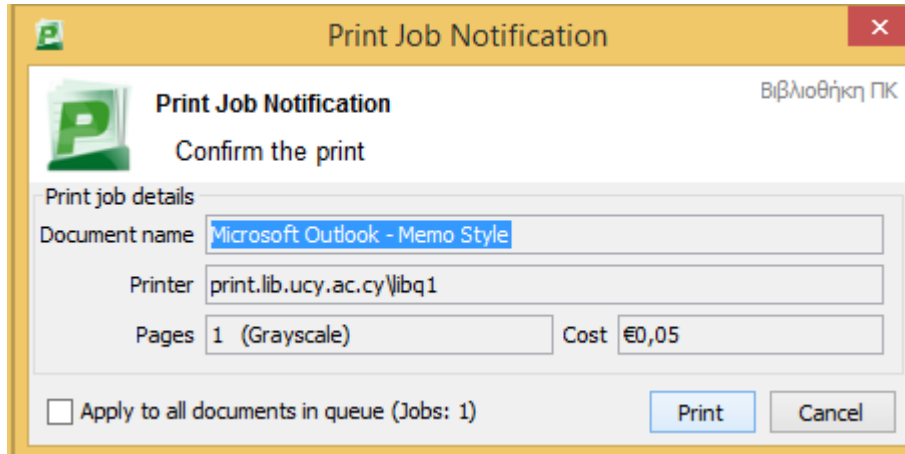 Print Job Notification
Print Job Notification
Βιβλιοθήκη ΠΚ
Confirm the print
Print job details
Document name Microsoft Outlook - Memo Style
Printer print.lib.ucy.ac.cy\libq1
Pages 1 (Grayscale) Cost €0,05
Apply to all documents in queue (Jobs: 1) Print Cancel